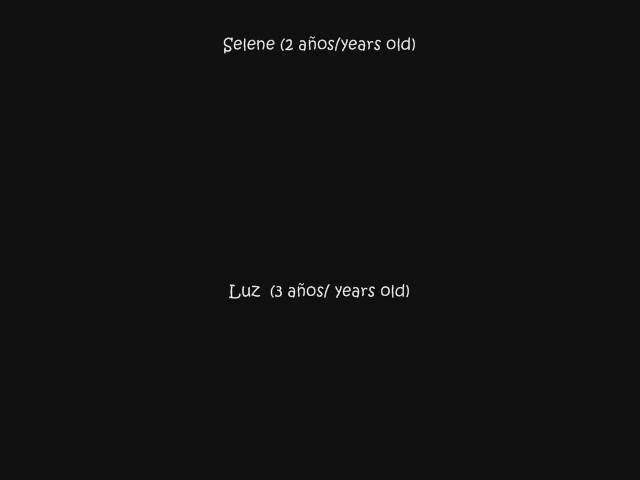 Selene (2 años/years old)
Luz (3 años/ years old)